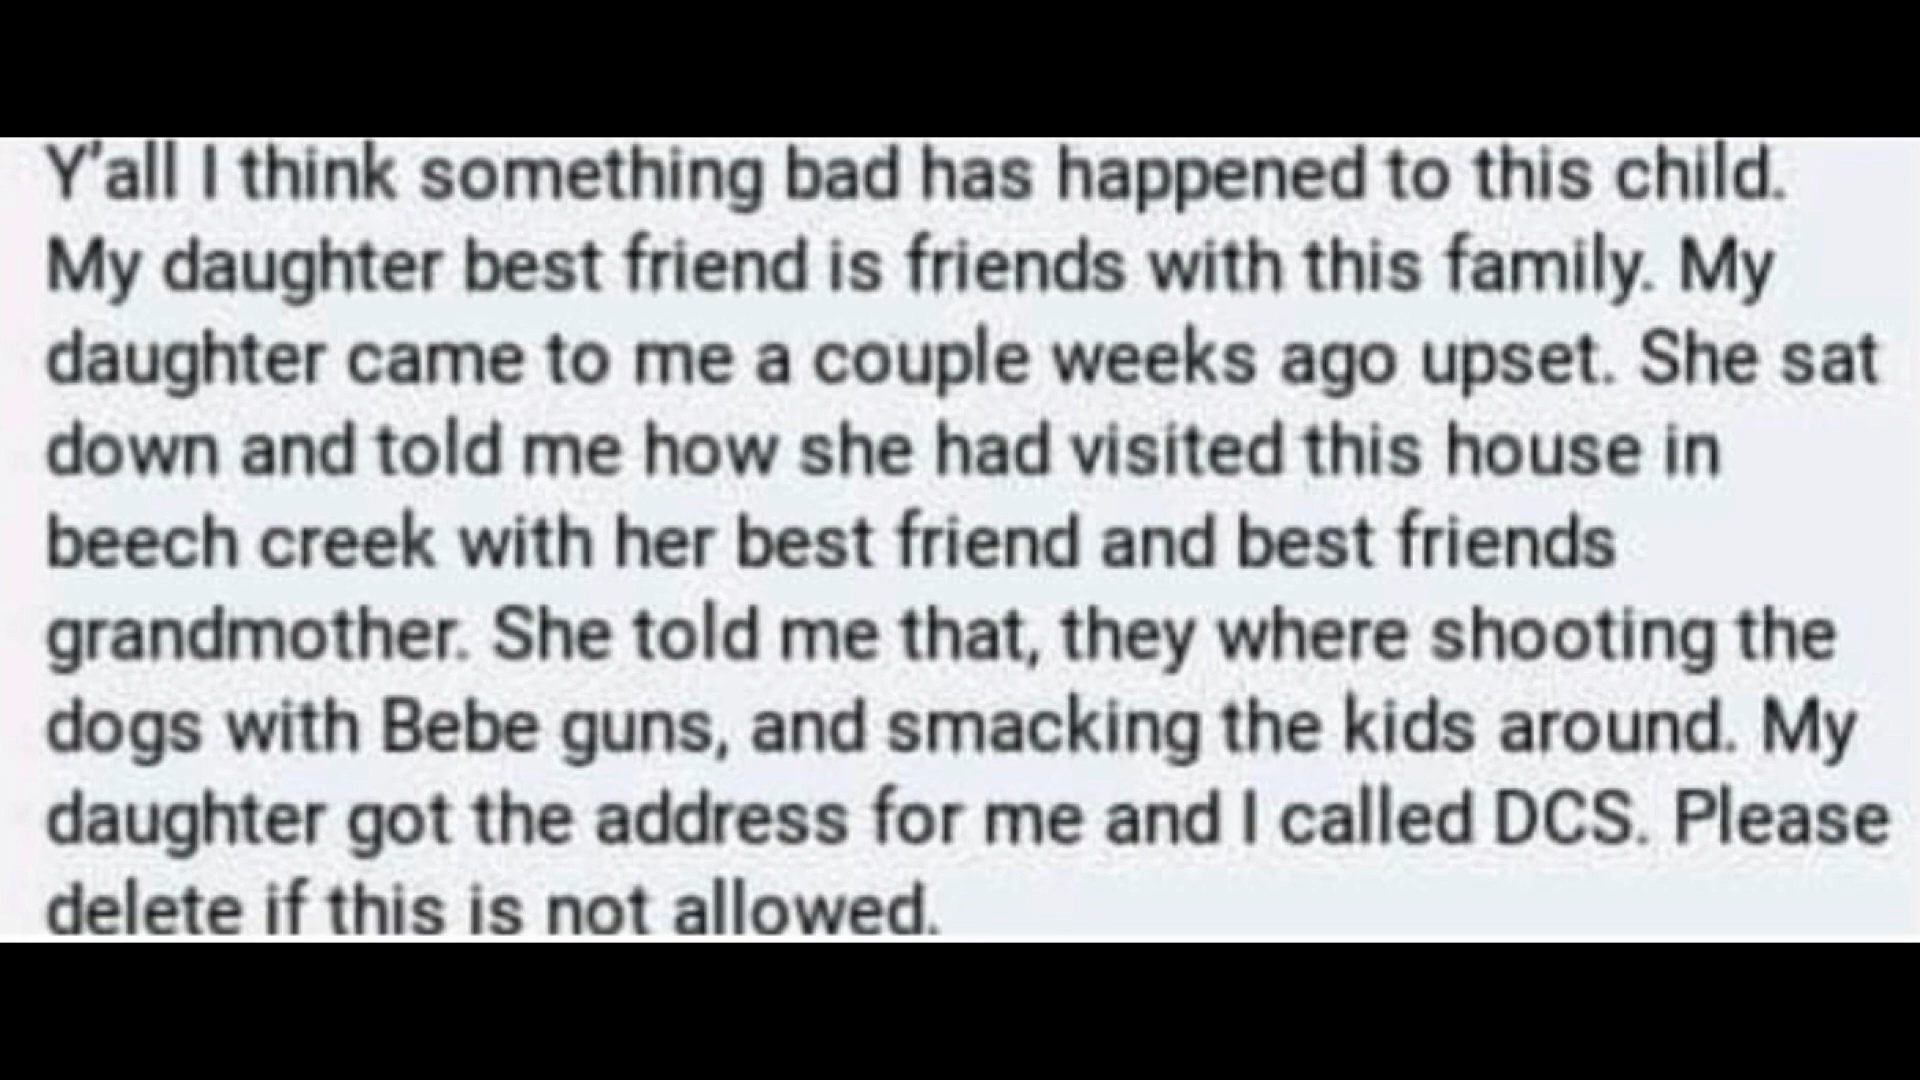 Y'all I think something bad has happened to this child.
My daughter best friend is friends with this family. My
daughter came to me a couple weeks ago upset. She sat
down and told me how she had visited this house in
beech creek with her best friend and best friends
grandmother. She told me that, they where shooting the
dogs with Bebe guns, and smacking the kids around. My
daughter got the address for me and I called DCS. Please
delete if this is not allowed.